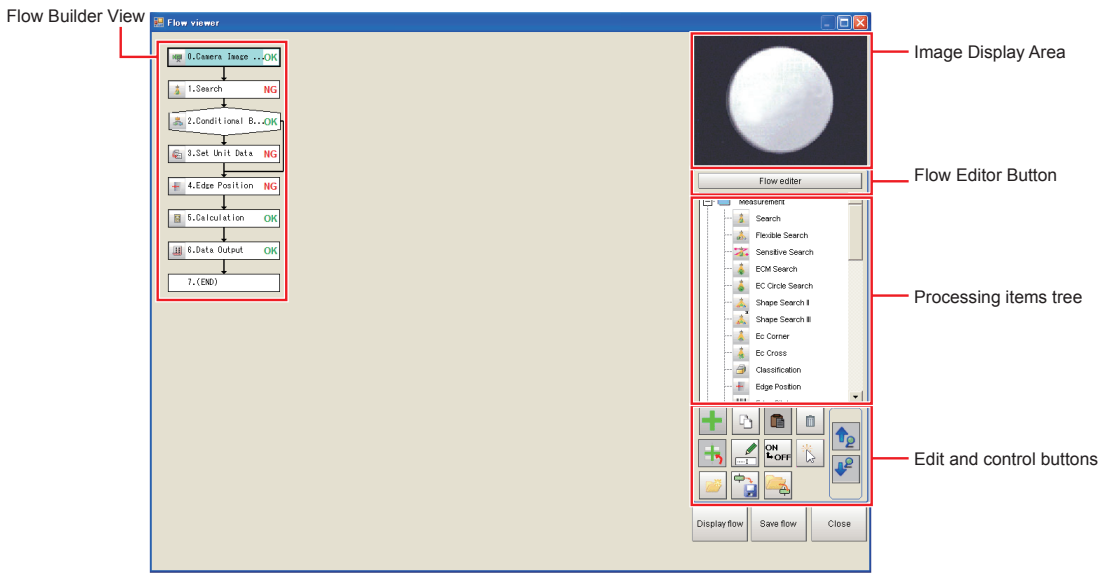 Flow Builder View
Flow viewer
0.Camera Image ...OK
1.Search NG
2.Conditional B...OK
3.Set Unit Data NG
4.Edge Position NG
5.Calculation OK
6.Data Output OK
7.(END)
Image Display Area
Flow editer
Flow Editor Button
Measurement
Search
Flexible Search
Sensitive Search
ECM Search
EC Circle Search
Shape Search II
Shape Search III
Ec Corner
Ec Cross
Classification
Edge Position
Processing items tree
ON
OFF
Edit and control buttons
Display flow
Save flow
Close